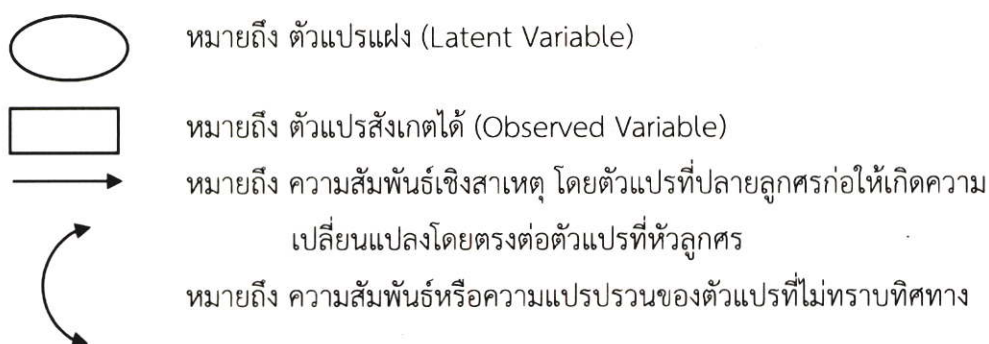 หมายถึง ตัวแปรแฝง (Latent Variable)
หมายถึง ตัวแปรสังเกตได้ (Observed Variable)
หมายถึง ความสัมพันธ์เชิงสาเหตุ โดยตัวแปรที่ปลายลูกศรก่อให้เกิดความ
เปลี่ยนแปลงโดยตรงต่อตัวแปรที่หัวลูกศร
หมายถึง ความสัมพันธ์หรือความแปรปรวนของตัวแปรที่ไม่ทราบทิศทาง